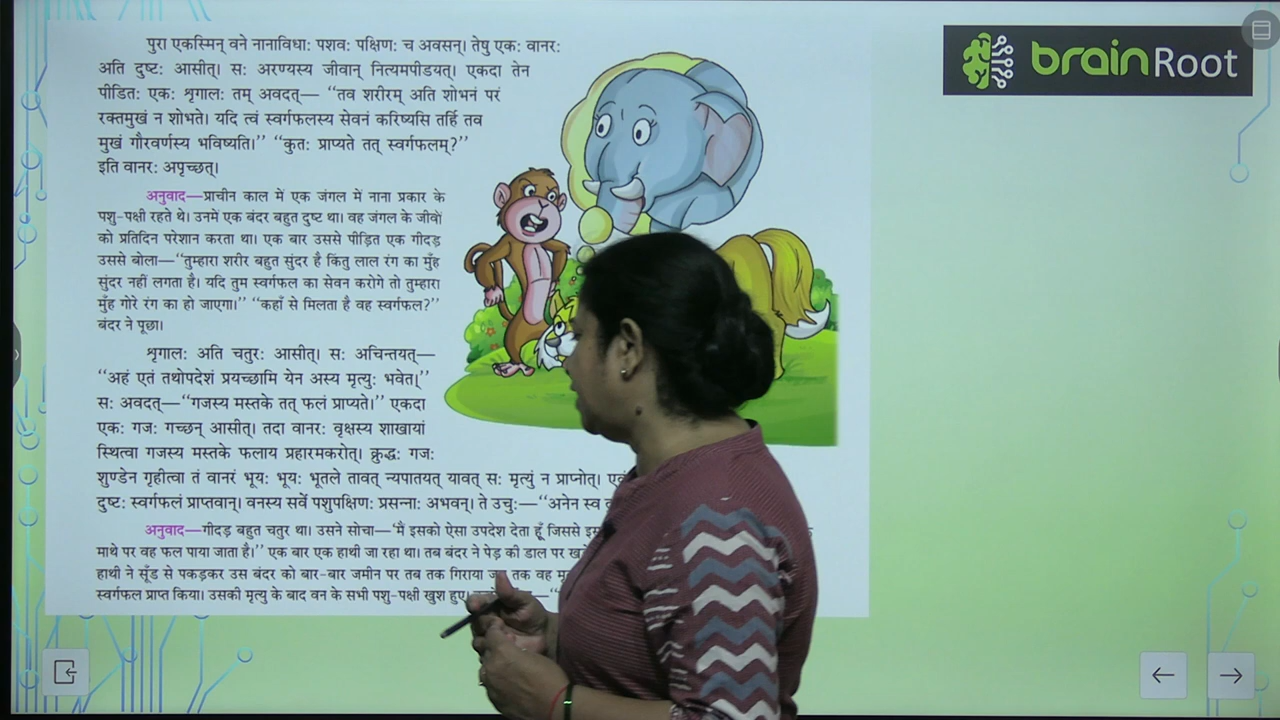 पुरा एकस्मिन् वने नानाविधाः पशवः पक्षिणः च अवसन्। तेषु एकः वानरः
अति दुष्टः आसीत्। सः अरण्यस्य जीवान् नित्यमपीडयत्। एकदा तेन
पीडितः एकः शृगालः तम् अवदत्— “तव शरीरम् अति शोभनं परं
रक्तमुखं न शोभते। यदि त्वं स्वर्गफलस्य सेवनं करिष्यसि तर्हि तव
मुखं गौरवर्णस्य भविष्यति।” “कुतः प्राप्यते तत् स्वर्गफलम्?”
इति वानरः अपृच्छत्।
अनुवाद—प्राचीन काल में एक जंगल में नाना प्रकार के
पशु-पक्षी रहते थे। उनमें एक बंदर बहुत दुष्ट था। वह जंगल के जीवों
को प्रतिदिन परेशान करता था। एक बार उससे पीड़ित एक गीदड़
उससे बोला—“तुम्हारा शरीर बहुत सुंदर है किंतु लाल रंग का मुँह
सुंदर नहीं लगता है। यदि तुम स्वर्गफल का सेवन करोगे तो तुम्हारा
मुँह गोरे रंग का हो जाएगा।” “कहाँ से मिलता है वह स्वर्गफल?”
बंदर ने पूछा।
शृगालः अति चतुरः आसीत्। सः अचिन्तयत्—
“अहं एतं तथोपदेशं प्रयच्छामि येन अस्य मृत्युः भवेत्।”
सः अवदत्—“गजस्य मस्तके तत् फलं प्राप्यते।” एकदा
एकः गजः गच्छन् आसीत्। तदा वानरः वृक्षस्य शाखायां
स्थित्वा गजस्य मस्तके फलाय प्रहारमकरोत्। क्रुद्धः गजः
शुण्डेन गृहीत्वा तं वानरं भूयः भूयः भूतले तावत् न्यपातयत् यावत् सः मृत्युं न प्राप्नोत्।
दुष्टः स्वर्गफलं प्राप्तवान्। वनस्य सर्वे पशुपक्षिणः प्रसन्नाः अभवन्। ते उचुः—“अनेन स्व
अनुवाद—गीदड़ बहुत चतुर था। उसने सोचा—‘मैं इसको ऐसा उपदेश देता हूँ जिससे
माथे पर वह फल पाया जाता है।” एक बार एक हाथी जा रहा था। तब बंदर ने पेड़ की डाल पर
हाथी ने सूँड से पकड़कर उस बंदर को बार-बार जमीन पर तब तक गिराया तक वह
स्वर्गफल प्राप्त किया। उसकी मृत्यु के बाद वन के सभी पशु-पक्षी खुश हुए।
brainRoot